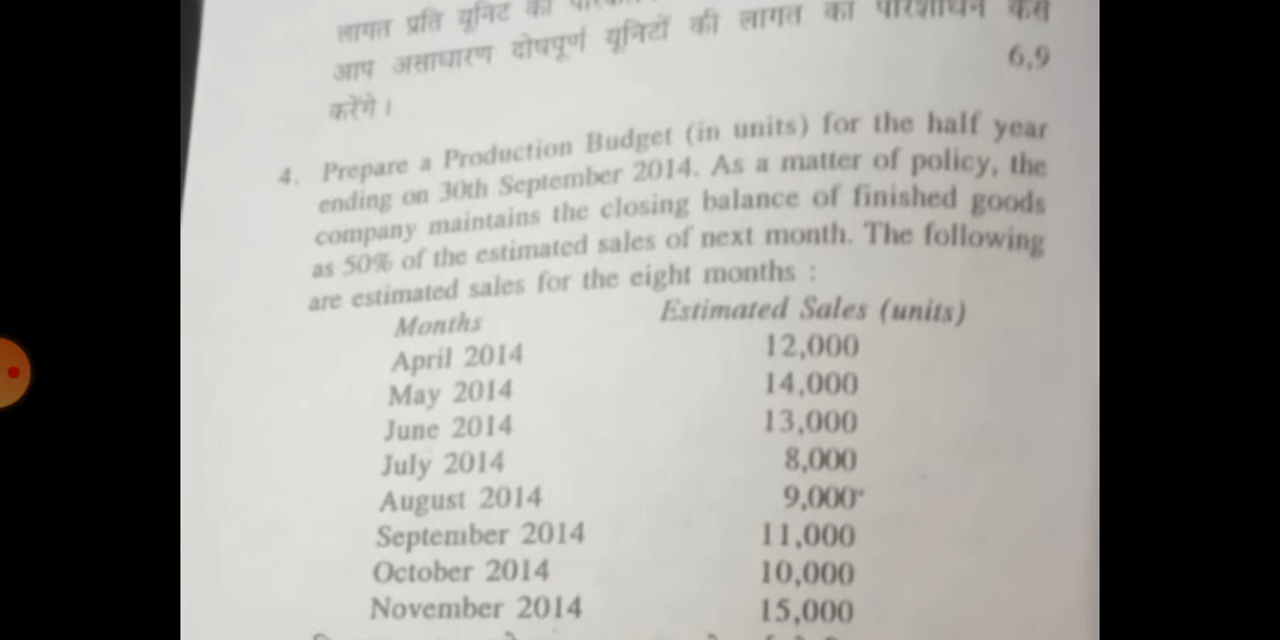 लागत प्रति यूनिट का
आप असाधारण दोषपूर्ण यूनिटों की लागत का परिशोधन कैसे
करेंगे।
6,9
4. Prepare a Production Budget (in units) for the half year
ending on 30th September 2014. As a matter of policy, the
company maintains the closing balance of finished goods
as 50% of the estimated sales of next month. The following
are estimated sales for the eight months :
Months Estimated Sales (units)
April 2014 12,000
May 2014 14,000
June 2014 13,000
July 2014 8,000
August 2014 9,000
September 2014 11,000
October 2014 10,000
November 2014 15,000